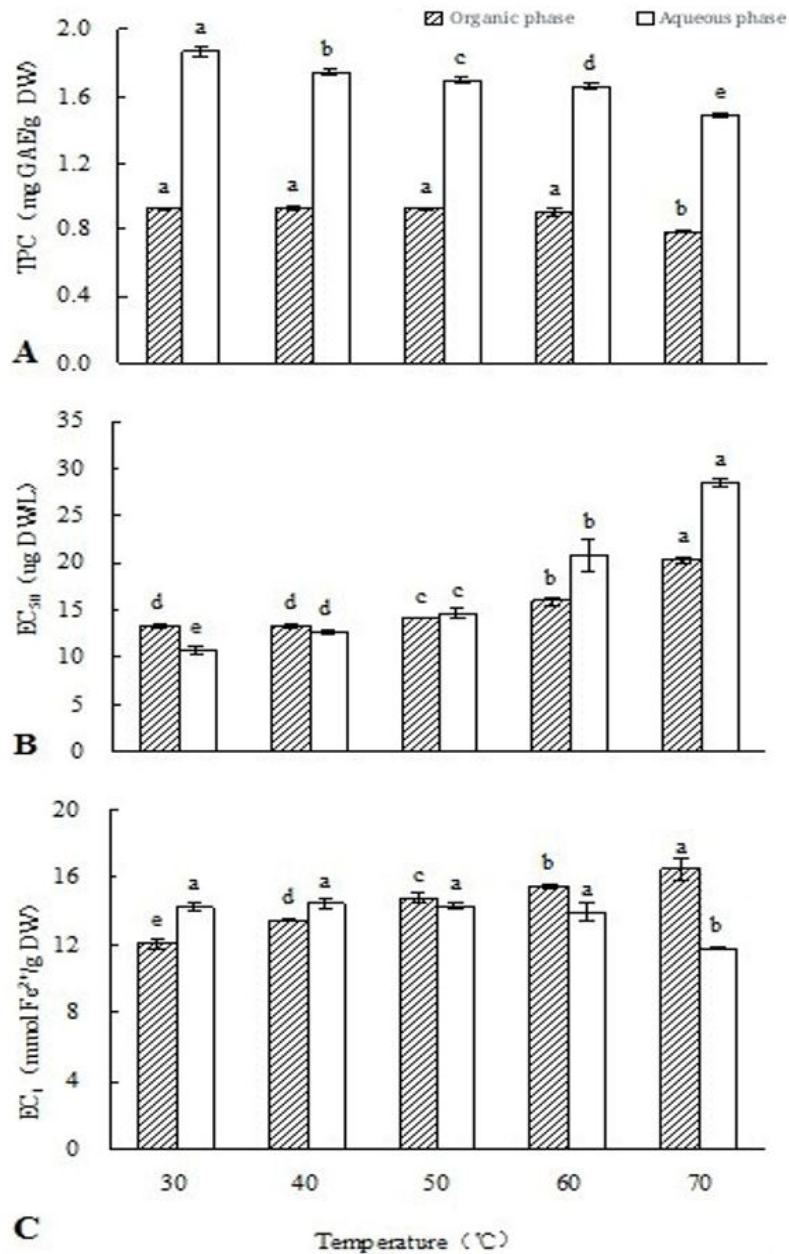 Organic phase Aqueous phase
TPC (mg GAE/g DW)
2.0
1.6
1.2
0.8
0.4
0.0
a a a b a c a d b e
A
EC50 (ug DW/L)
35
30
25
20
15
10
5
0
d e d d c c b b a a
B
EC1 (mmol Fe2+/g DW)
20
16
12
8
4
0
e a d a c a b a a b
30 40 50 60 70
C
Temperature (℃)